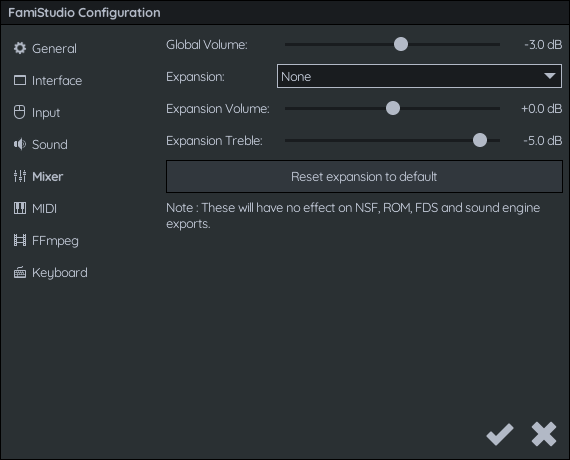 FamiStudio Configuration
General
Interface
Input
Sound
Mixer
MIDI
FFmpeg
Keyboard
Global Volume: -3.0 dB
Expansion: None
Expansion Volume: +0.0 dB
Expansion Treble: -5.0 dB
Reset expansion to default
Note : These will have no effect on NSF, ROM, FDS and sound engine
exports.